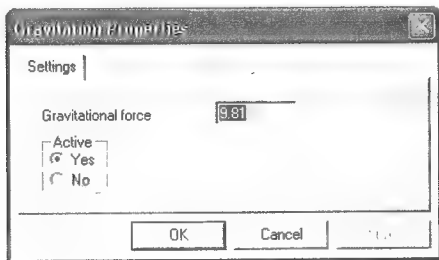 Gravitation Properties
Settings
Gravitational force
9.81
Active
Yes
No
OK
Cancel